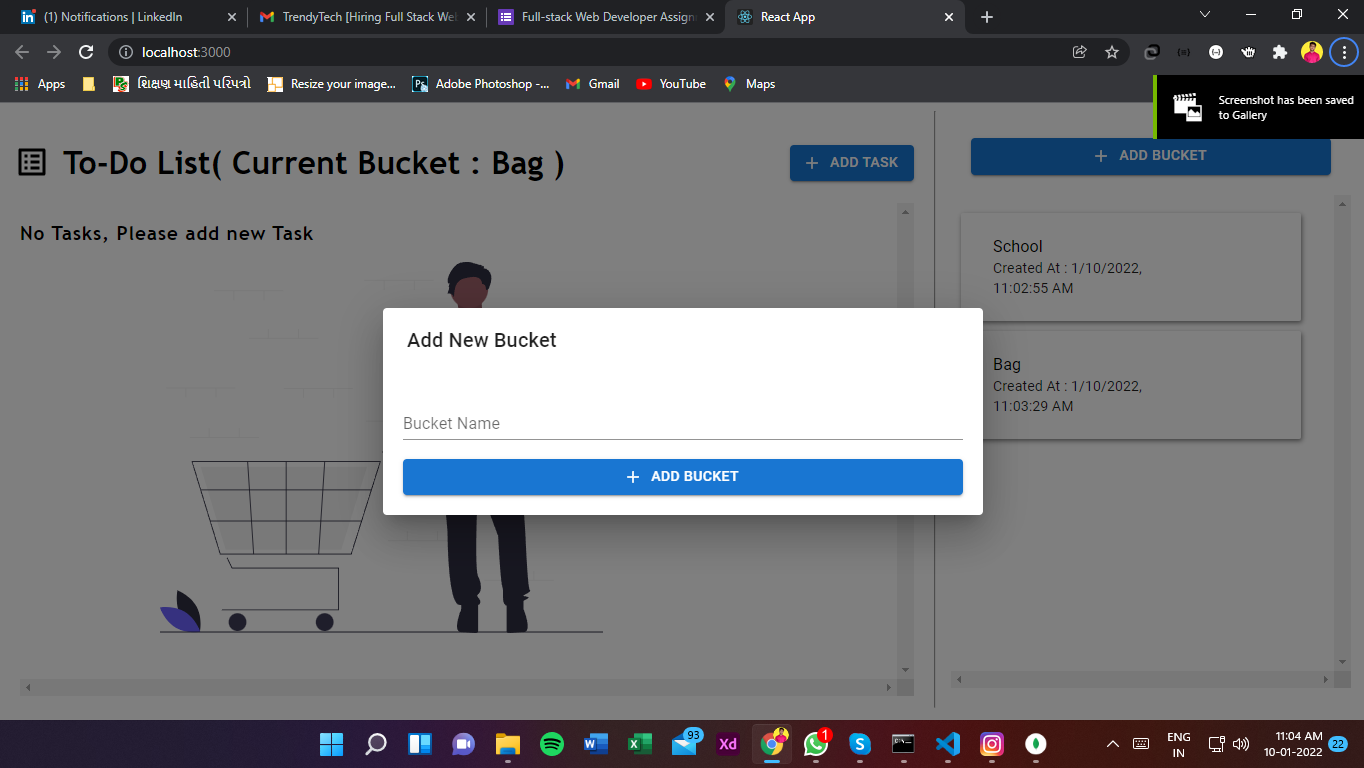 (1) Notifications | LinkedIn
TrendyTech [Hiring Full Stack Web
Full-stack Web Developer Assign
React App
localhost:3000
Apps
શિક્ષણ માહિતી પરિપત્રો
Resize your image...
Adobe Photoshop -...
Gmail
YouTube
Maps
Screenshot has been saved
to Gallery
To-Do List( Current Bucket : Bag )
ADD TASK
ADD BUCKET
No Tasks, Please add new Task
School
Created At : 1/10/2022,
11:02:55 AM
Bag
Created At : 1/10/2022,
11:03:29 AM
Add New Bucket
Bucket Name
ADD BUCKET
93
Xd
1
ENG
IN
11:04 AM
10-01-2022
22